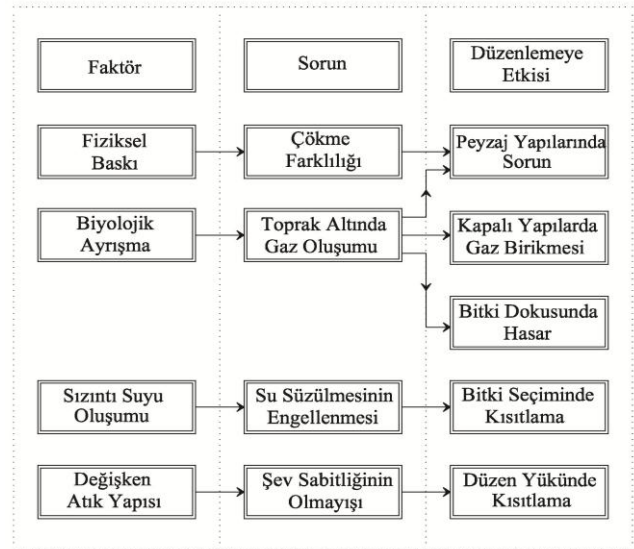 Faktör
Sorun
Düzenlemeye
Etkisi
Fiziksel
Baskı
Çökme
Farklılığı
Peyzaj Yapılarında
Sorun
Biyolojik
Ayrışma
Toprak Altında
Gaz Oluşumu
Kapalı Yapılarda
Gaz Birikmesi
Bitki Dokusunda
Hasar
Sızıntı Suyu
Oluşumu
Su Süzülmesinin
Engellenmesi
Bitki Seçiminde
Kısıtlama
Değişken
Atık Yapısı
Şev Sabitliğinin
Olmayışı
Düzen Yükünde
Kısıtlama